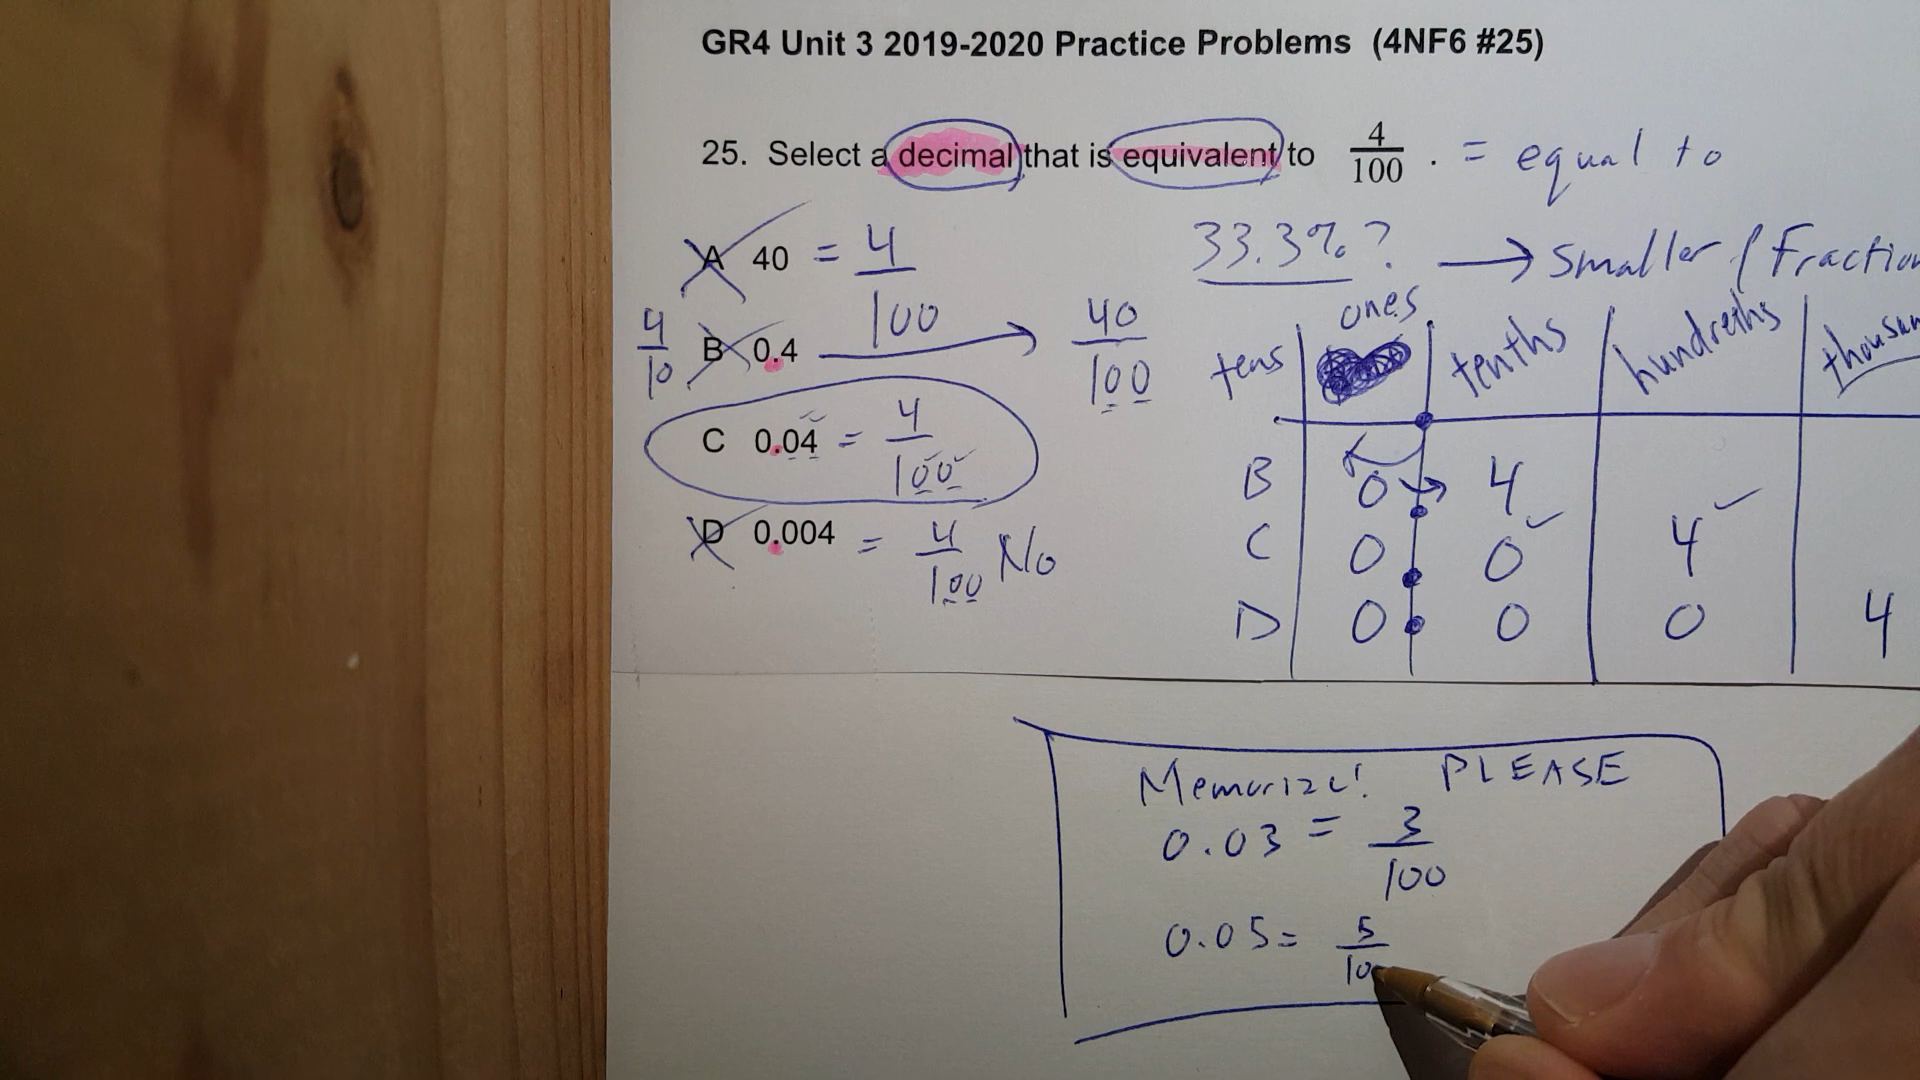 GR4 Unit 3 2019-2020 Practice Problems (4NF6 #25)
25. Select a decimal that is equivalent to 4/100 . = equal to
33.3%? → Smaller / Fraction
A 40 = 4/100
4/10 B 0.4 → 40/100
C 0.04 = 4/100
D 0.004 = 4/100 No
tens ones tenths hundreths
B 0 4
C 0 0 4
D 0 0 0 4
Memorize! PLEASE
0.03 = 3/100
0.05 = 5/10